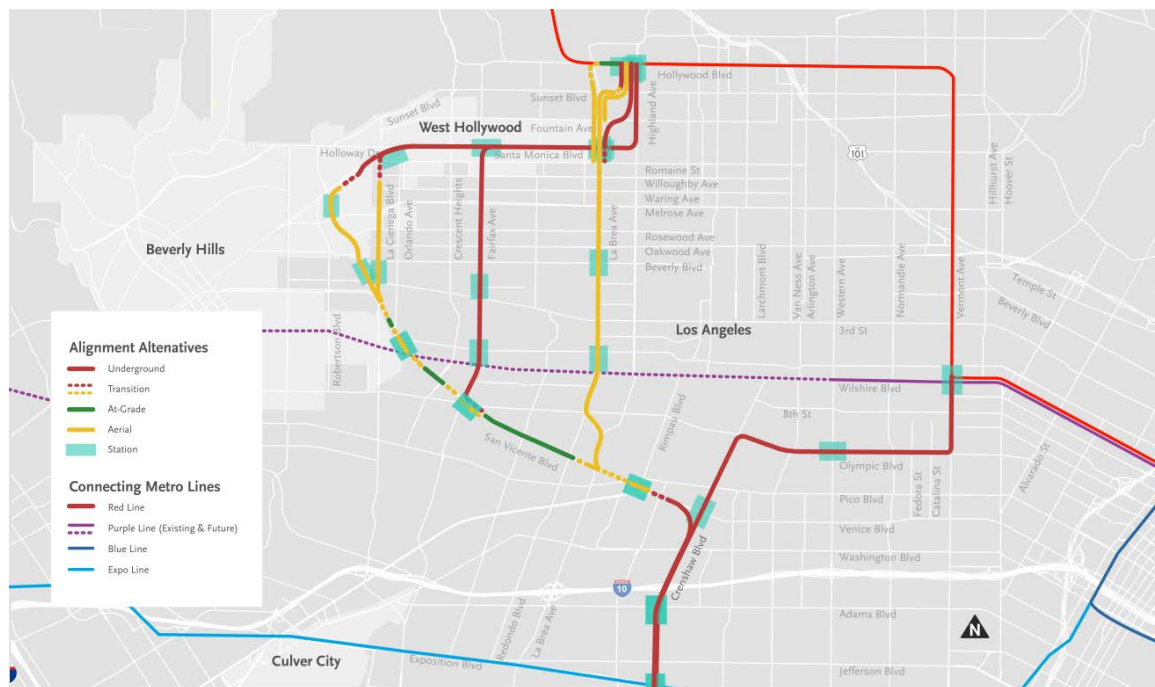 Hollywood Blvd
Sunset Blvd
Sunset Blvd
Highland Ave
Fountain Ave
West Hollywood
Holloway Dr
Santa Monica Blvd
101
Romaine St
Willoughby Ave
Waring Ave
Melrose Ave
Hillhurst Ave
Hoover St
La Cienega Blvd
Orlando Ave
Crescent Heights
Fairfax Ave
La Brea Ave
Rosewood Ave
Oakwood Ave
Beverly Blvd
Beverly Hills
Larchmont Blvd
Van Ness Ave
Arlington Ave
Western Ave
Normandie Ave
Vermont Ave
Temple St
Beverly Blvd
Robertson Blvd
Los Angeles
3rd St
Wilshire Blvd
Rimpau Blvd
8th St
San Vicente Blvd
Olympic Blvd
Fedora St
Catalina St
Alvarado St
Pico Blvd
Venice Blvd
Washington Blvd
Crenshaw Blvd
10
Adams Blvd
Redondo Blvd
La Brea Ave
Culver City
Exposition Blvd
Jefferson Blvd
N
Alignment Altenatives
Underground
Transition
At-Grade
Aerial
Station
Connecting Metro Lines
Red Line
Purple Line (Existing & Future)
Blue Line
Expo Line